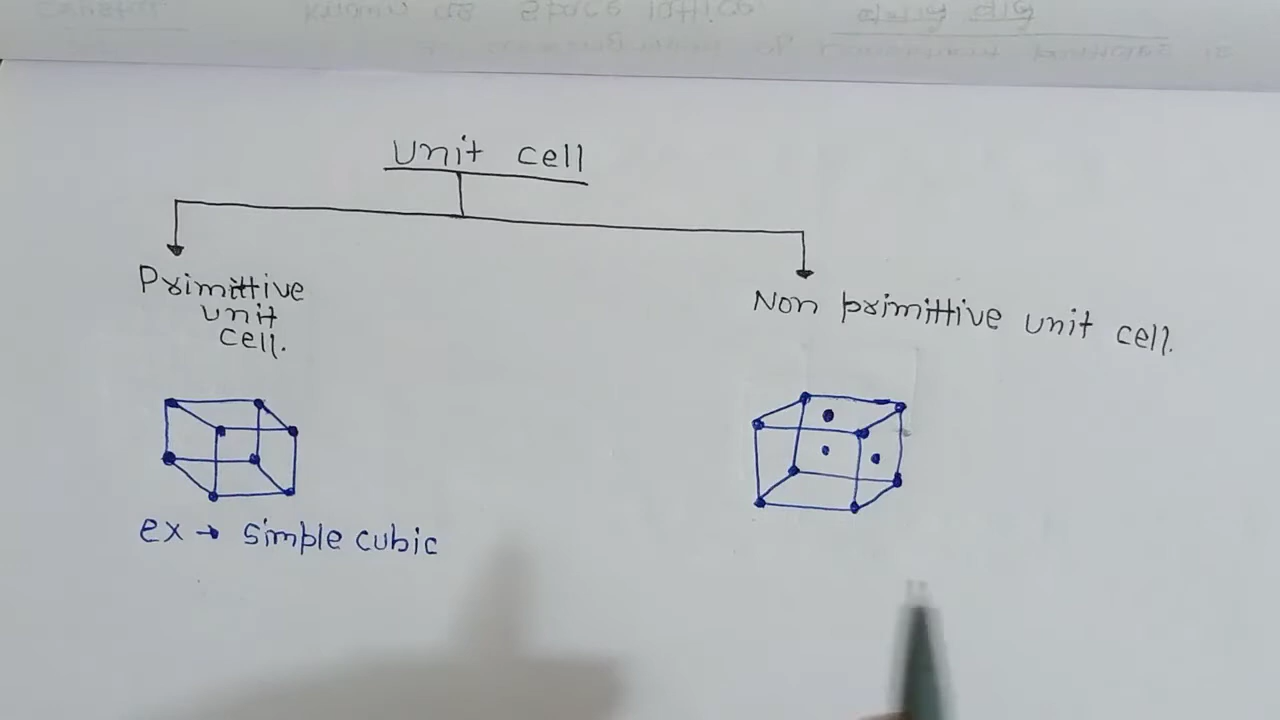 Unit cell
Primittive
unit
cell.
Non primittive unit cell.
ex → simple cubic